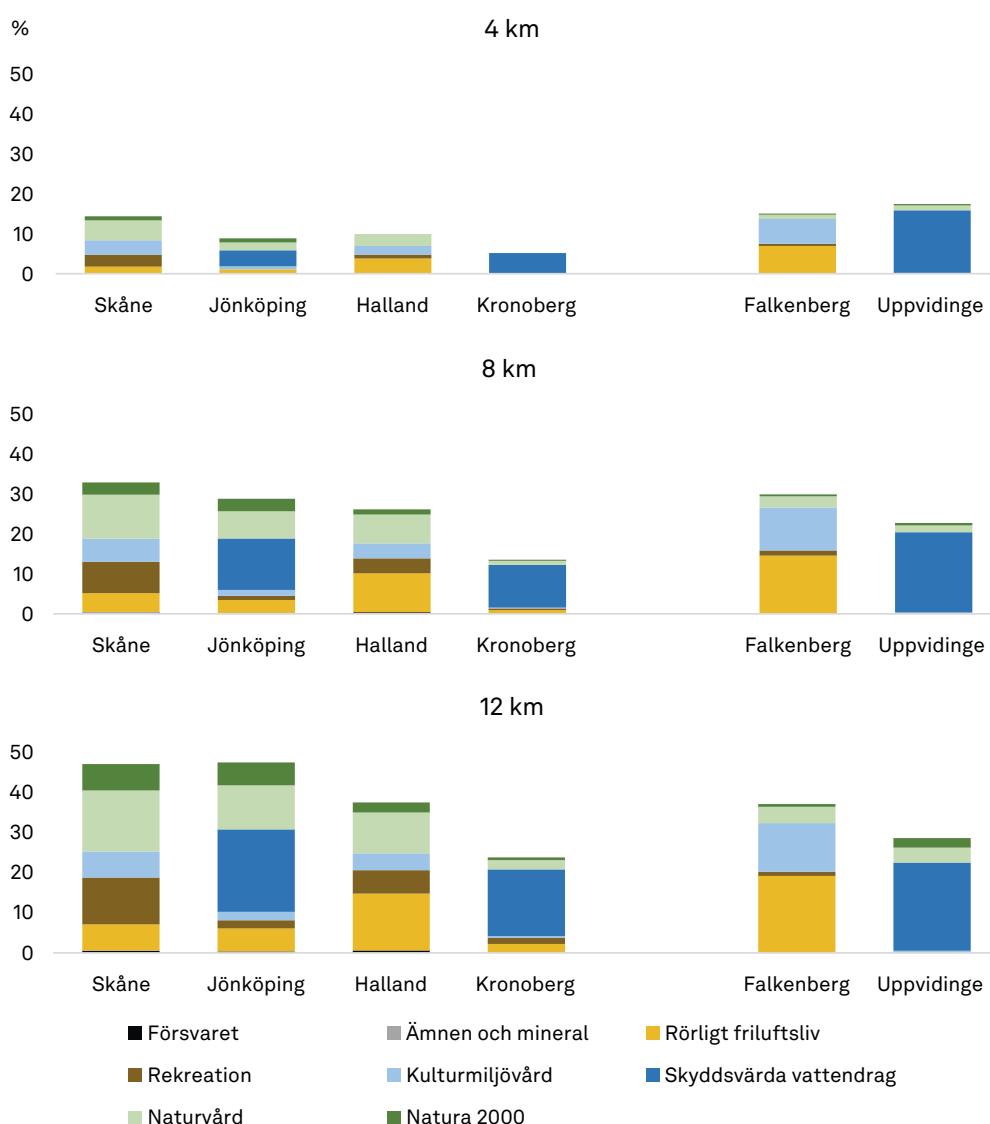 %
4 km
50
40
30
20
10
0
Skåne Jönköping Halland Kronoberg Falkenberg Uppvidinge
8 km
50
40
30
20
10
0
Skåne Jönköping Halland Kronoberg Falkenberg Uppvidinge
12 km
50
40
30
20
10
0
Skåne Jönköping Halland Kronoberg Falkenberg Uppvidinge
Försvaret Ämnen och mineral Rörligt friluftsliv
Rekreation Kulturmiljövård Skyddsvärda vattendrag
Naturvård Natura 2000